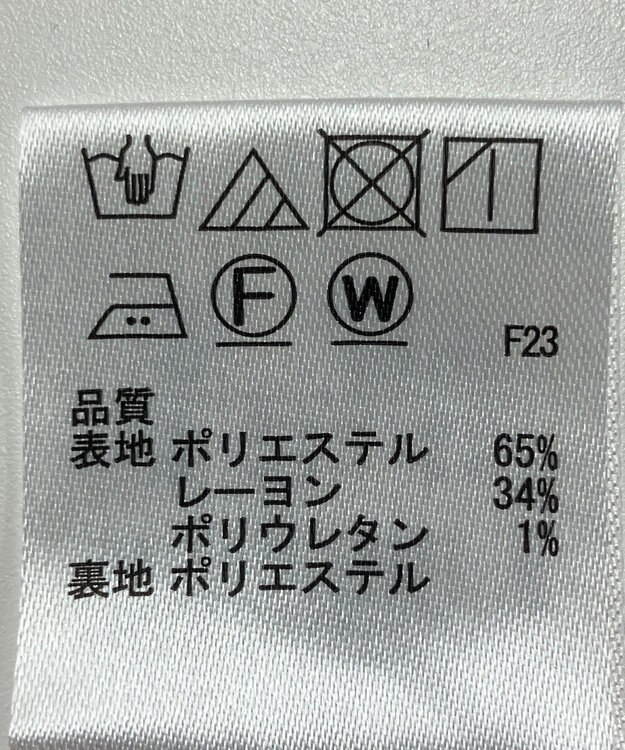 F W
F23
品質
表地 ポリエステル 65%
レーヨン 34%
ポリウレタン 1%
裏地 ポリエステル